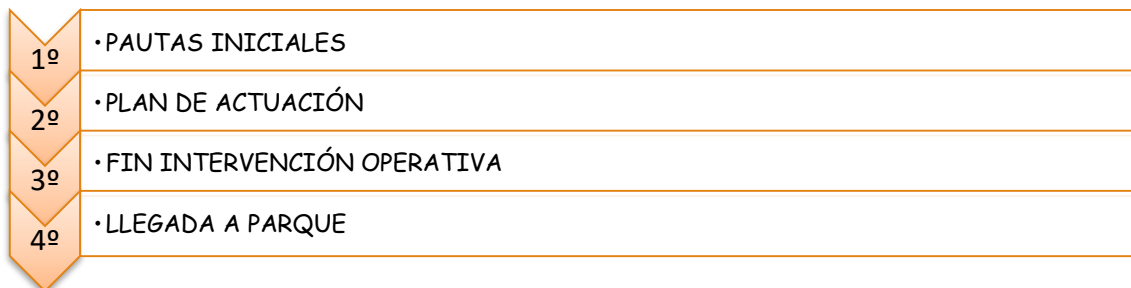 1º
•PAUTAS INICIALES
2º
•PLAN DE ACTUACIÓN
3º
•FIN INTERVENCIÓN OPERATIVA
4º
•LLEGADA A PARQUE